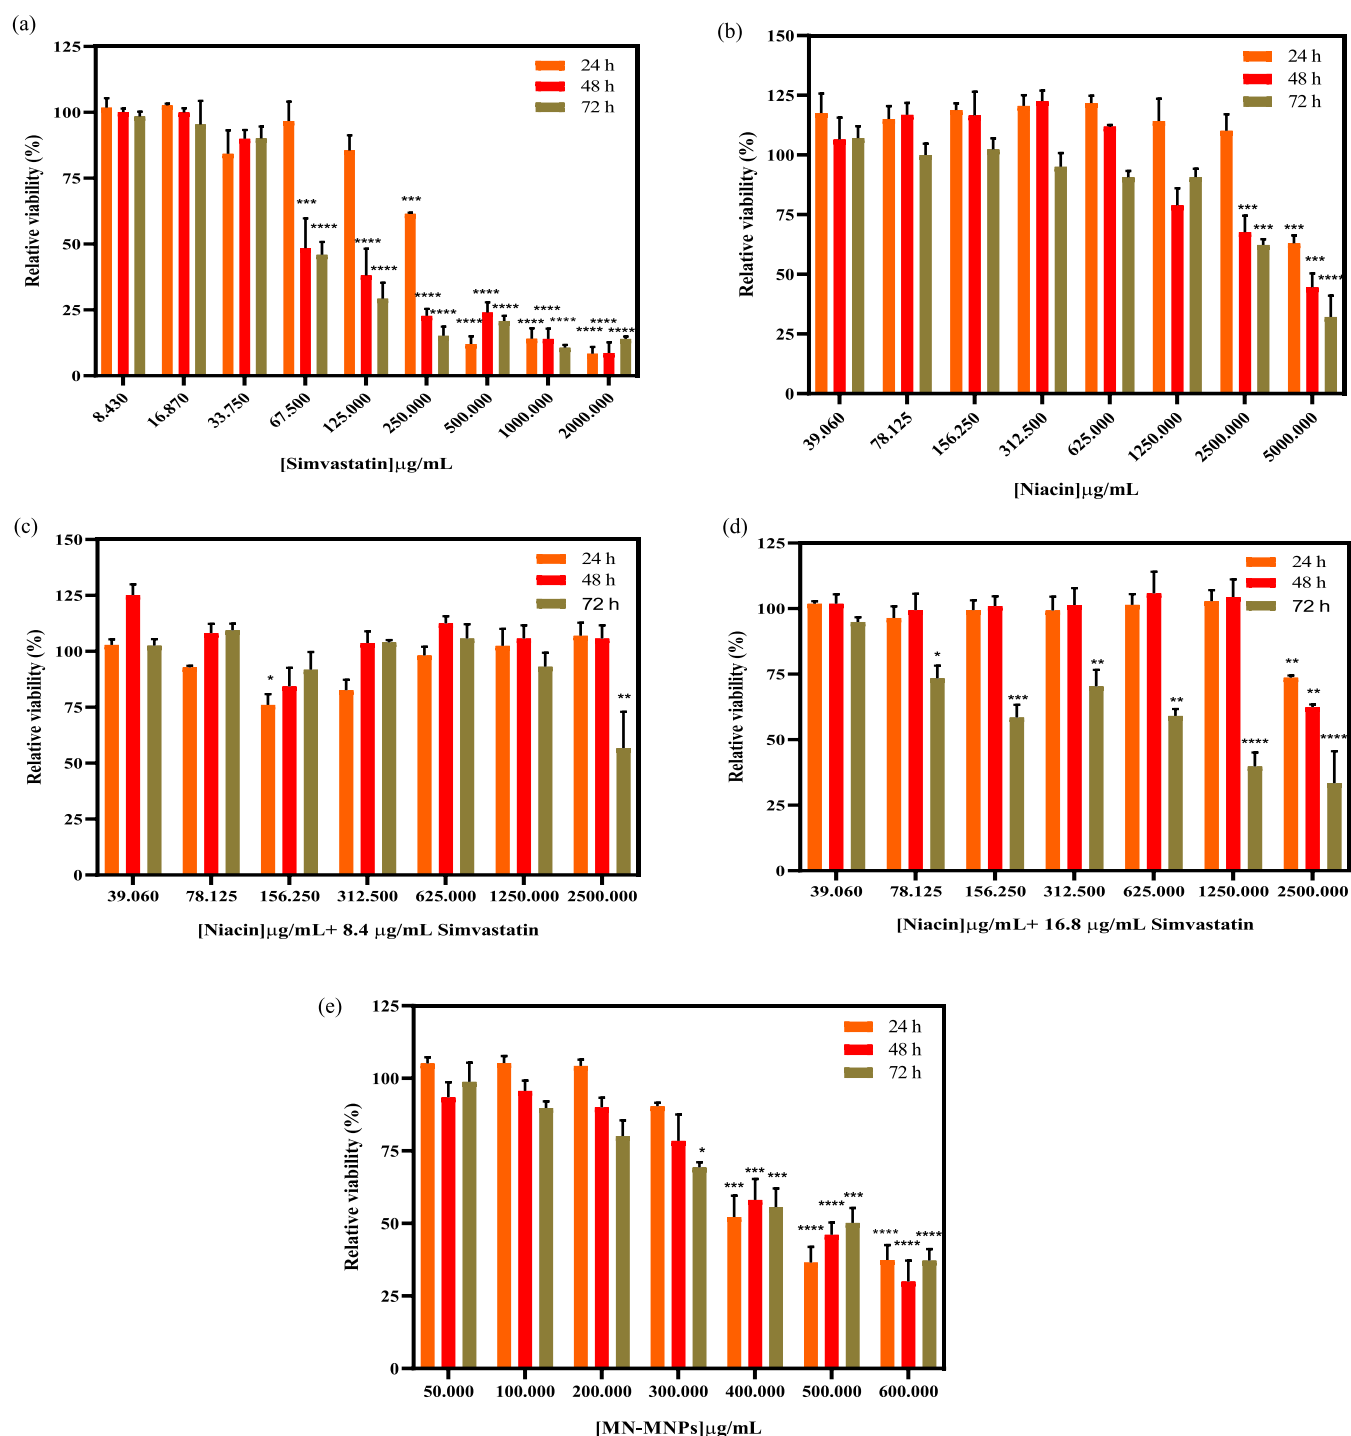 (a)
125
100
75
50
25
0
Relative viability (%)
24 h
48 h
72 h
*** **** **** **** *** **** **** **** **** **** **** **** **** **** **** ****
8.430 16.870 33.750 67.500 125.000 250.000 500.000 1000.000 2000.000
[Simvastatin]µg/mL
(b)
150
125
100
75
50
25
0
Relative viability (%)
24 h
48 h
72 h
*** *** *** *** ****
39.060 78.125 156.250 312.500 625.000 1250.000 2500.000 5000.000
[Niacin]µg/mL
(c)
150
125
100
75
50
25
0
Relative viability (%)
24 h
48 h
72 h
* **
39.060 78.125 156.250 312.500 625.000 1250.000 2500.000
[Niacin]µg/mL+ 8.4 µg/mL Simvastatin
(d)
125
100
75
50
25
0
Relative viability (%)
24 h
48 h
72 h
* *** ** ** **** ** ** ****
39.060 78.125 156.250 312.500 625.000 1250.000 2500.000
[Niacin]µg/mL+ 16.8 µg/mL Simvastatin
(e)
125
100
75
50
25
0
Relative viability (%)
24 h
48 h
72 h
* *** *** *** **** **** *** **** **** ****
50.000 100.000 200.000 300.000 400.000 500.000 600.000
[MN-MNPs]µg/mL